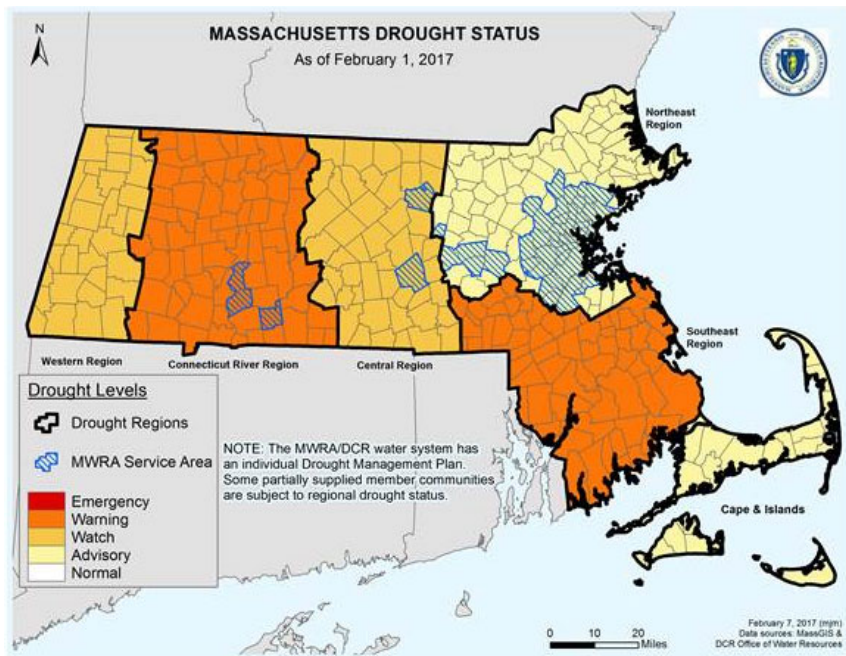 MASSACHUSETTS DROUGHT STATUS
As of February 1, 2017
N
Northeast
Region
Southeast
Region
Western Region
Connecticut River Region
Central Region
Cape & Islands
Drought Levels
Drought Regions
MWRA Service Area
Emergency
Warning
Watch
Advisory
Normal
NOTE: The MWRA/DCR water system has
an individual Drought Management Plan.
Some partially supplied member communities
are subject to regional drought status.
0 10 20
Miles
February 7, 2017 (mjm)
Data sources: MassGIS &
DCR Office of Water Resources